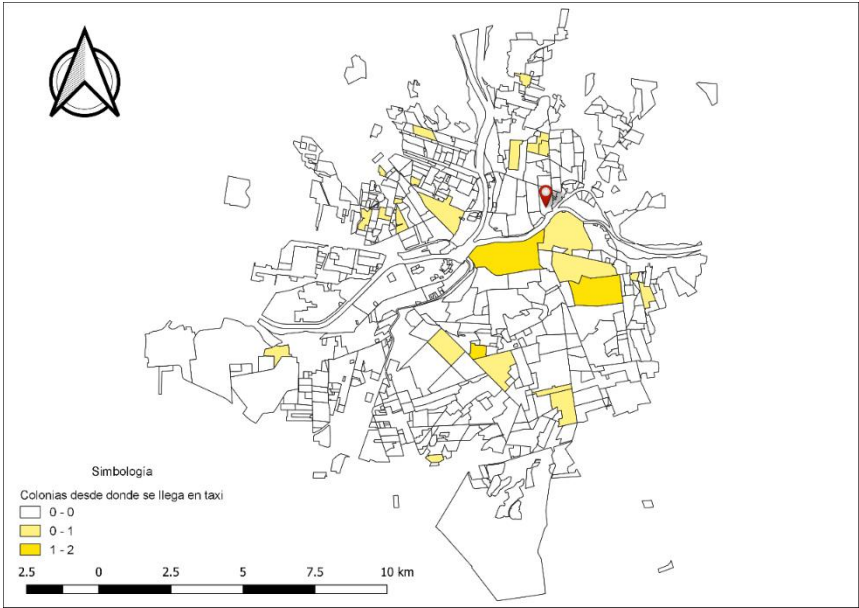 Simbología
Colonias desde donde se llega en taxi
0 - 0
0 - 1
1 - 2
2.5 0 2.5 5 7.5 10 km